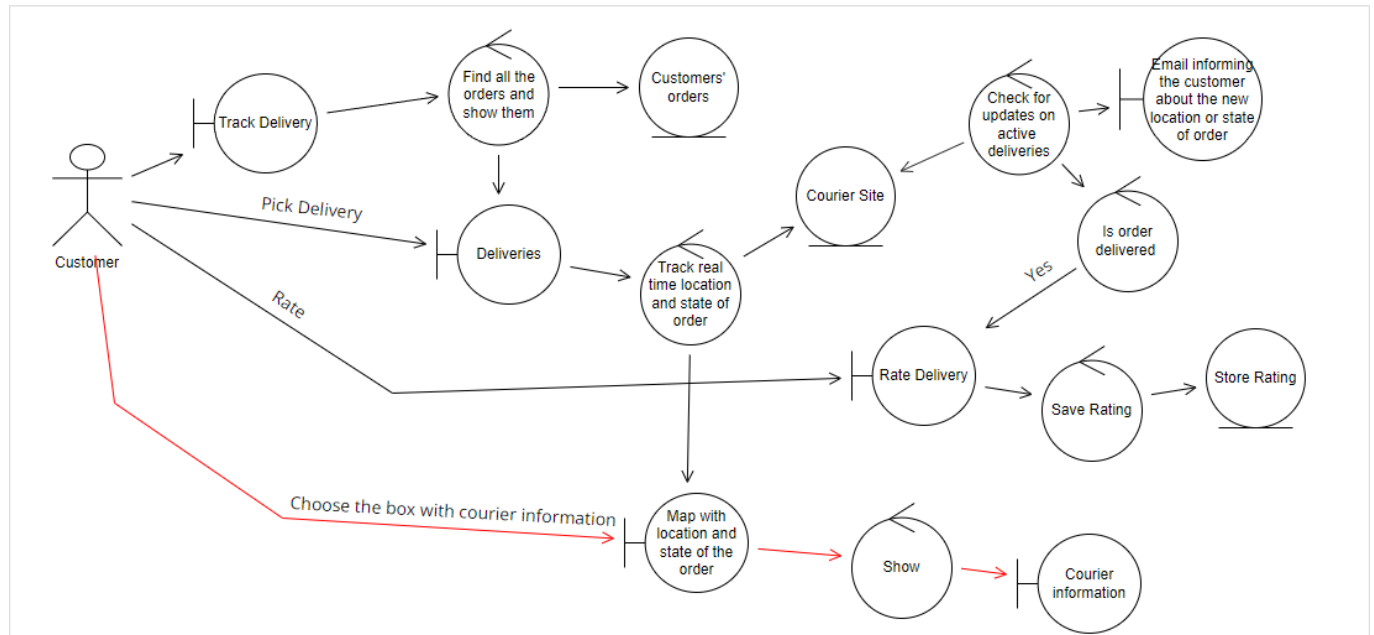 Track Delivery
Find all the
orders and
show them
Customers'
orders
Check for
updates on
active
deliveries
Email informing
the customer
about the new
location or state
of order
Customer
Pick Delivery
Deliveries
Track real
time location
and state of
order
Courier Site
Is order
delivered
Yes
Rate
Rate Delivery
Save Rating
Store Rating
Choose the box with courier information
Map with
location and
state of the
order
Show
Courier
information